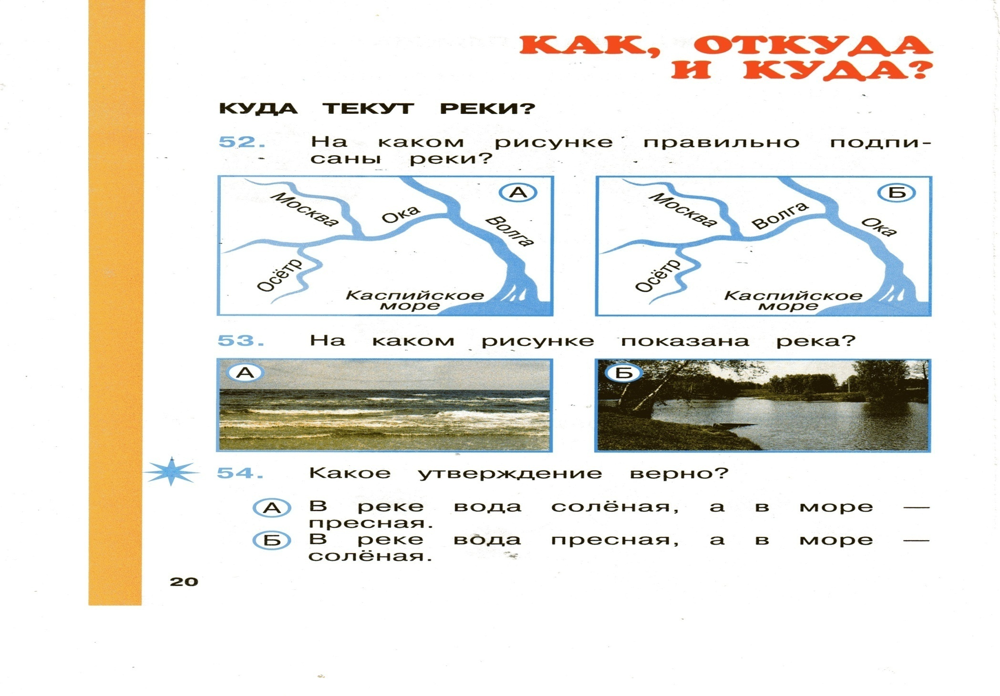 КАК, ОТКУДА
И КУДА?
КУДА ТЕКУТ РЕКИ?
52. На каком рисунке правильно подпи-
саны реки?
А
Москва
Ока
Волга
Осётр
Каспийское
море
Б
Москва
Волга
Ока
Осётр
Каспийское
море
53. На каком рисунке показана река?
А
Б
54. Какое утверждение верно?
А В реке вода солёная, а в море —
пресная.
Б В реке вода пресная, а в море —
солёная.
20